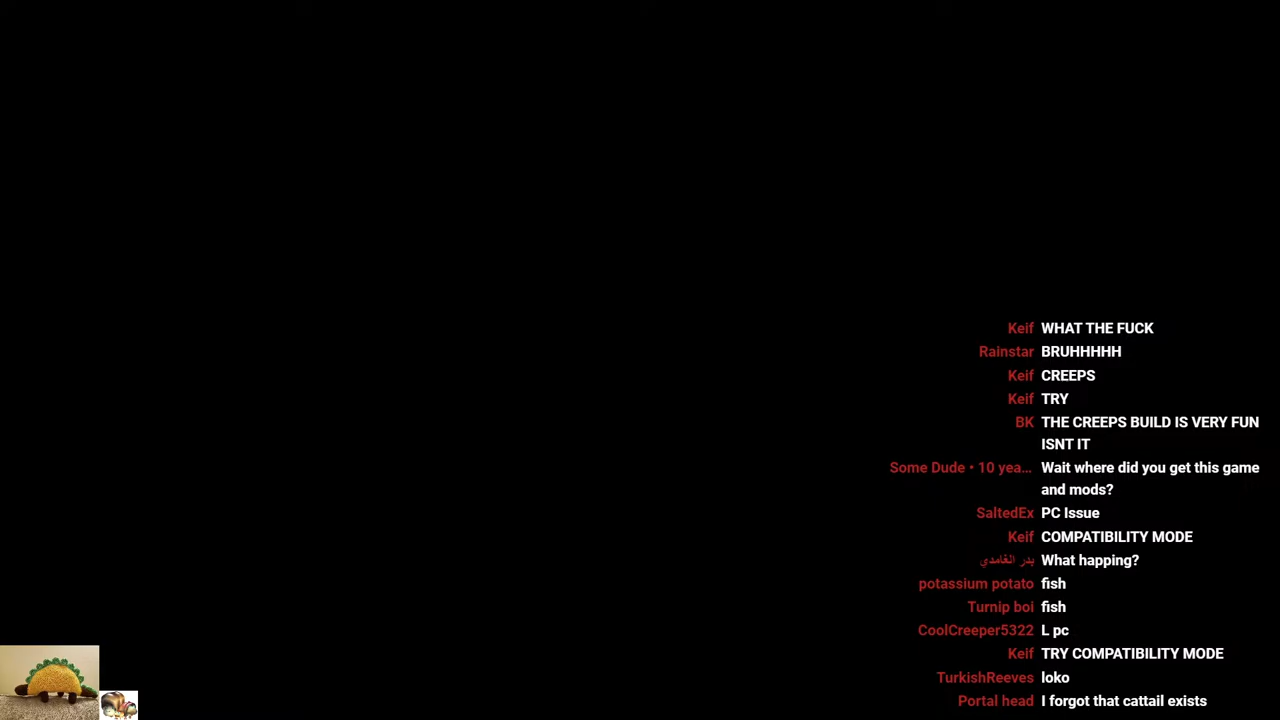 Keif WHAT THE FUCK
Rainstar BRUHHHHH
Keif CREEPS
Keif TRY
BK THE CREEPS BUILD IS VERY FUN
ISNT IT
Some Dude • 10 yea... Wait where did you get this game
and mods?
SaltedEx PC Issue
Keif COMPATIBILITY MODE
بدر الغامدي What happing?
potassium potato fish
Turnip boi fish
CoolCreeper5322 L pc
Keif TRY COMPATIBILITY MODE
TurkishReeves loko
Portal head I forgot that cattail exists